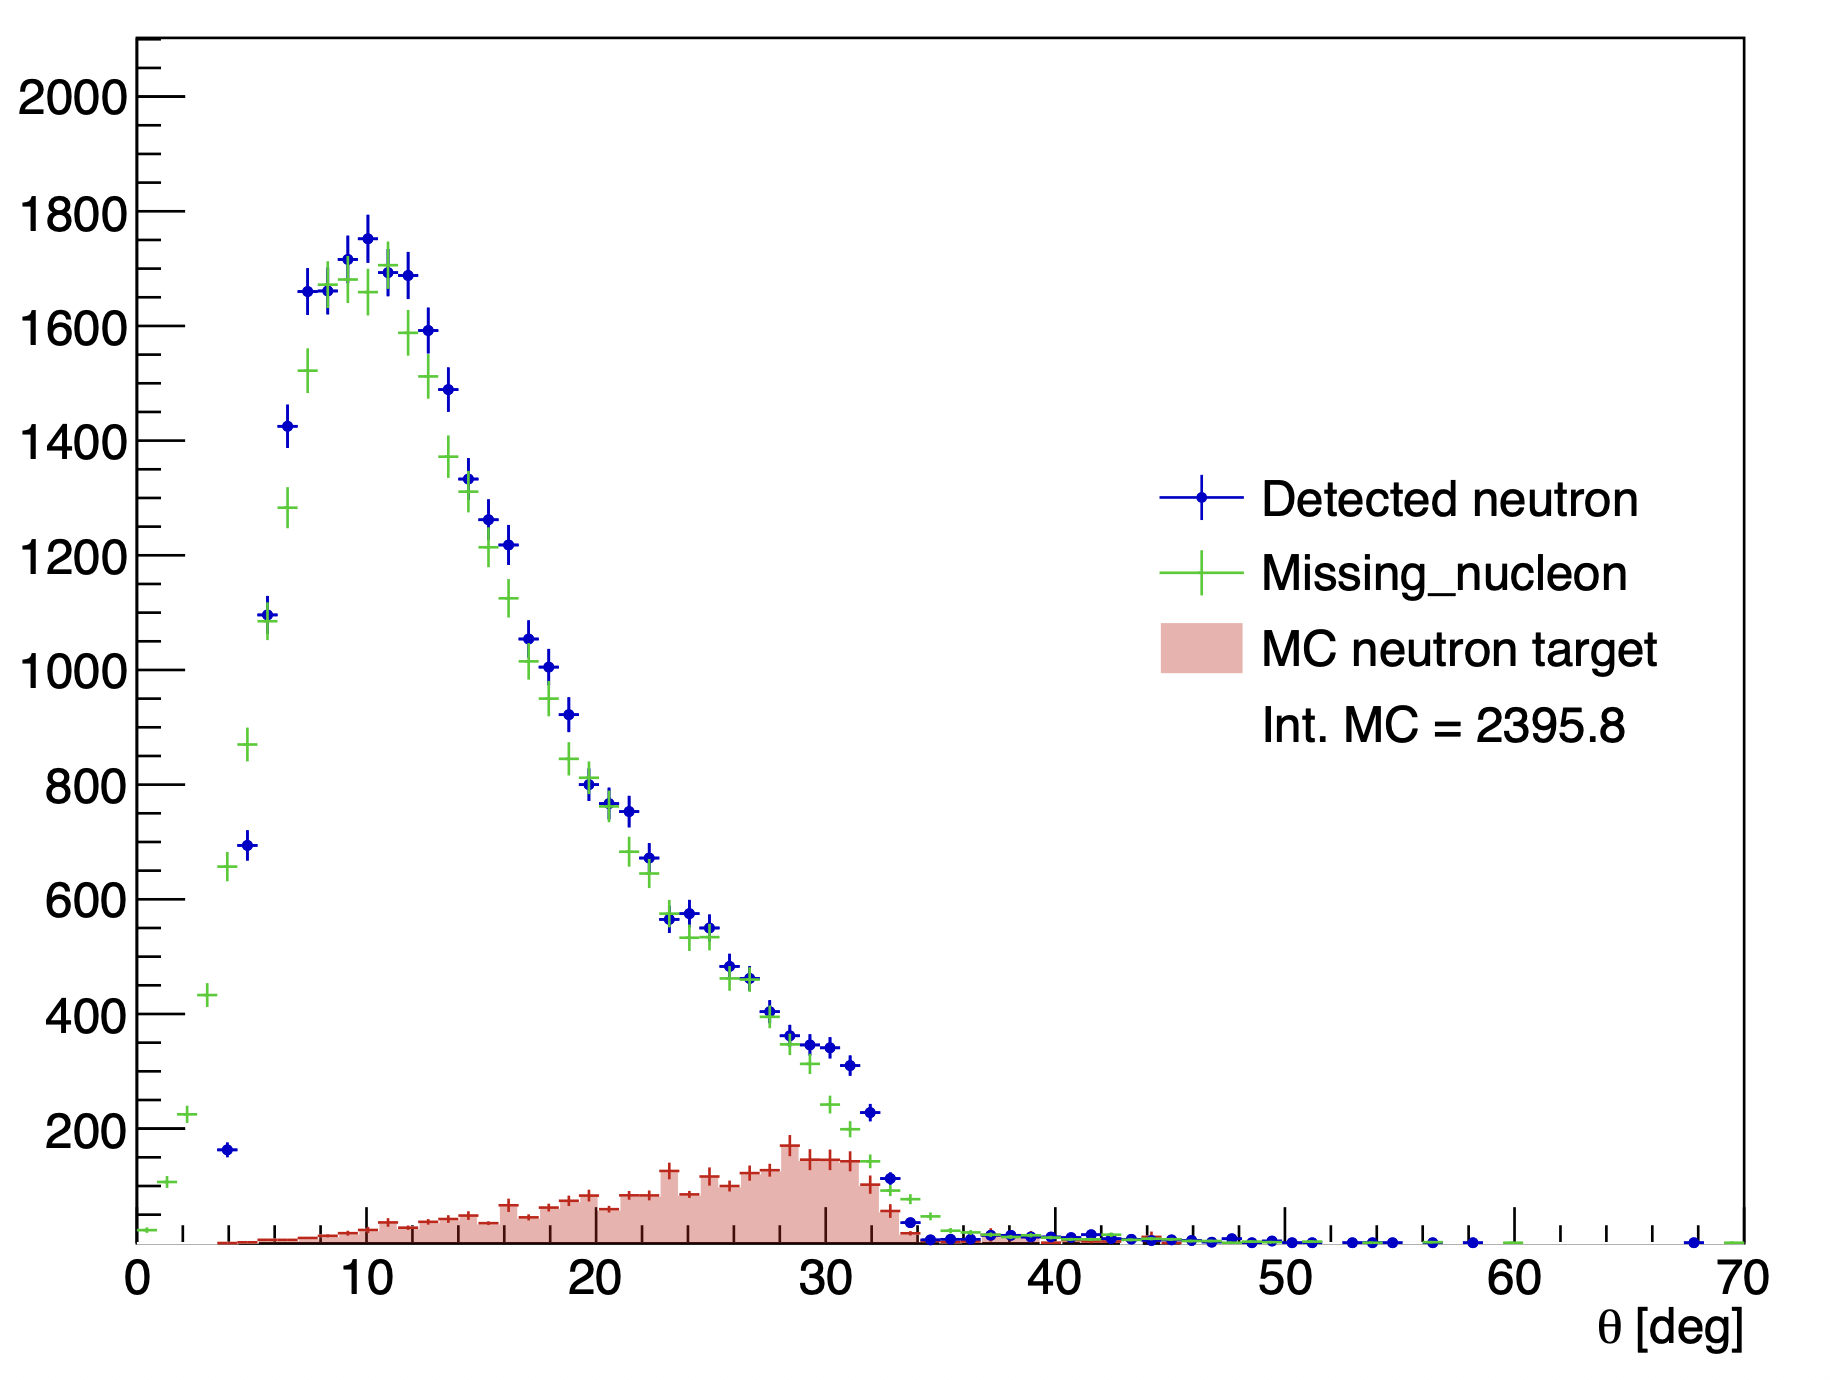 2000
1800
1600
1400
1200
1000
800
600
400
200
Detected neutron
Missing_nucleon
MC neutron target
Int. MC = 2395.8
0 10 20 30 40 50 60 70
θ [deg]